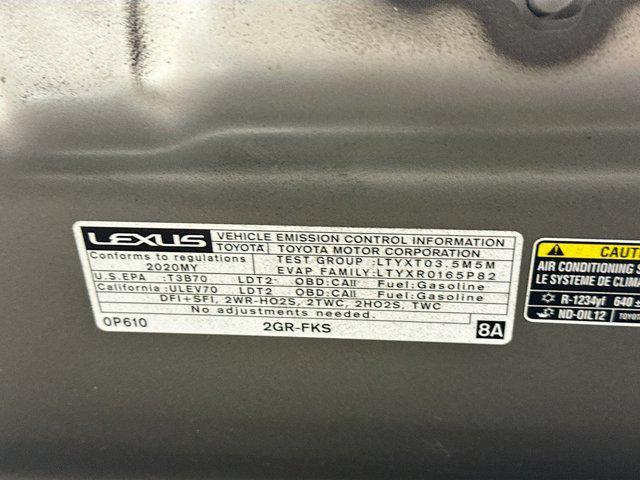 LEXUS VEHICLE EMISSION CONTROL INFORMATION
TOYOTA TOYOTA MOTOR CORPORATION
Conforms to regulations TEST GROUP :LTYXT03.5M5M
2020MY EVAP FAMILY:LTYXR0165P82
U.S.EPA :T3B70 LDT2 OBD:CAII Fuel:Gasoline
California :ULEV70 LDT2 OBD:CAII Fuel:Gasoline
DFI+SFI, 2WR-HO2S, 2TWC, 2HO2S, TWC
No adjustments needed.
0P610 2GR-FKS 8A
CAUT
AIR CONDITIONING S
LE SYSTEME DE CLIMA
R-1234yf 640±
ND-OIL12 TOYOT